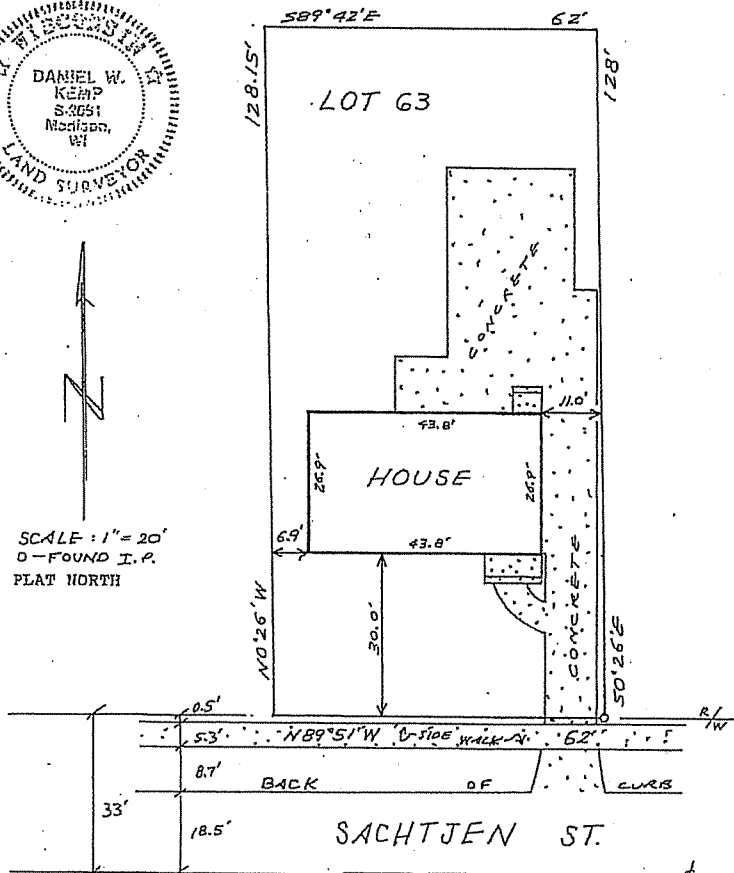 WISCONSIN
DANIEL W.
KEMP
S-2051
Madison,
WI
LAND SURVEYOR
S89°42'E 62'
128.15'
128'
LOT 63
CONCRETE
11.0'
43.8'
26.9'
HOUSE
26.9'
6.9'
43.8'
N
SCALE : 1" = 20'
O - FOUND I.P.
PLAT NORTH
N0°26'W
30.0'
CONCRETE
S0°26'E
0.5'
R/W
5.3' N89°51'W SIDE WALK 62'
8.7' BACK OF CURB
33'
18.5' SACHTJEN ST.